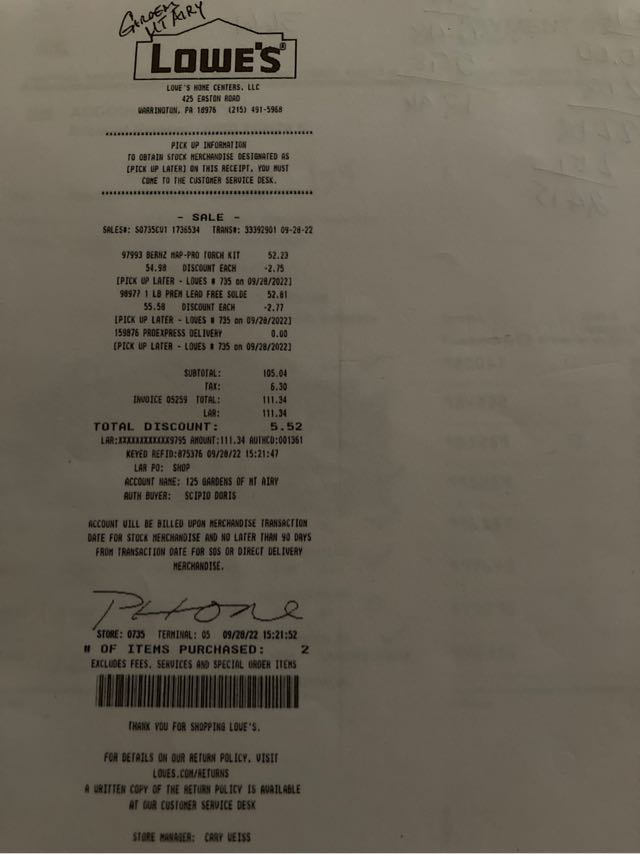 GARDEN
MT AIRY
LOWE'S®
LOWE'S HOME CENTERS, LLC
425 EASTON ROAD
WARRINGTON, PA 18976 (215) 491-5968
PICK UP INFORMATION
TO OBTAIN STOCK MERCHANDISE DESIGNATED AS
[PICK UP LATER] ON THIS RECEIPT, YOU MUST
COME TO THE CUSTOMER SERVICE DESK.
- SALE -
SALES#: S0735CU1 1736534 TRANS#: 33392901 09-28-22
97993 BERNZ MAP-PRO TORCH KIT 52.23
54.98 DISCOUNT EACH -2.75
[PICK UP LATER - LOWES # 735 on 09/28/2022]
98977 1 LB PREM LEAD FREE SOLDE 52.81
55.58 DISCOUNT EACH -2.77
[PICK UP LATER - LOWES # 735 on 09/28/2022]
159876 PROEXPRESS DELIVERY 0.00
[PICK UP LATER - LOWES # 735 on 09/28/2022]
SUBTOTAL: 105.04
TAX: 6.30
INVOICE 05259 TOTAL: 111.34
LAR: 111.34
TOTAL DISCOUNT: 5.52
LAR:XXXXXXXXXXXX9795 AMOUNT:111.34 AUTHCD:001361
KEYED REFID:875376 09/28/22 15:21:47
LAR PO: SHOP
ACCOUNT NAME: 125 GARDENS OF MT AIRY
AUTH BUYER: SCIPIO DORIS
ACCOUNT WILL BE BILLED UPON MERCHANDISE TRANSACTION
DATE FOR STOCK MERCHANDISE AND NO LATER THAN 90 DAYS
FROM TRANSACTION DATE FOR SOS OR DIRECT DELIVERY
MERCHANDISE.
PHONE
STORE: 0735 TERMINAL: 05 09/28/22 15:21:52
# OF ITEMS PURCHASED: 2
EXCLUDES FEES, SERVICES AND SPECIAL ORDER ITEMS
THANK YOU FOR SHOPPING LOWE'S.
FOR DETAILS ON OUR RETURN POLICY, VISIT
LOWES.COM/RETURNS
A WRITTEN COPY OF THE RETURN POLICY IS AVAILABLE
AT OUR CUSTOMER SERVICE DESK
STORE MANAGER: CARY WEISS